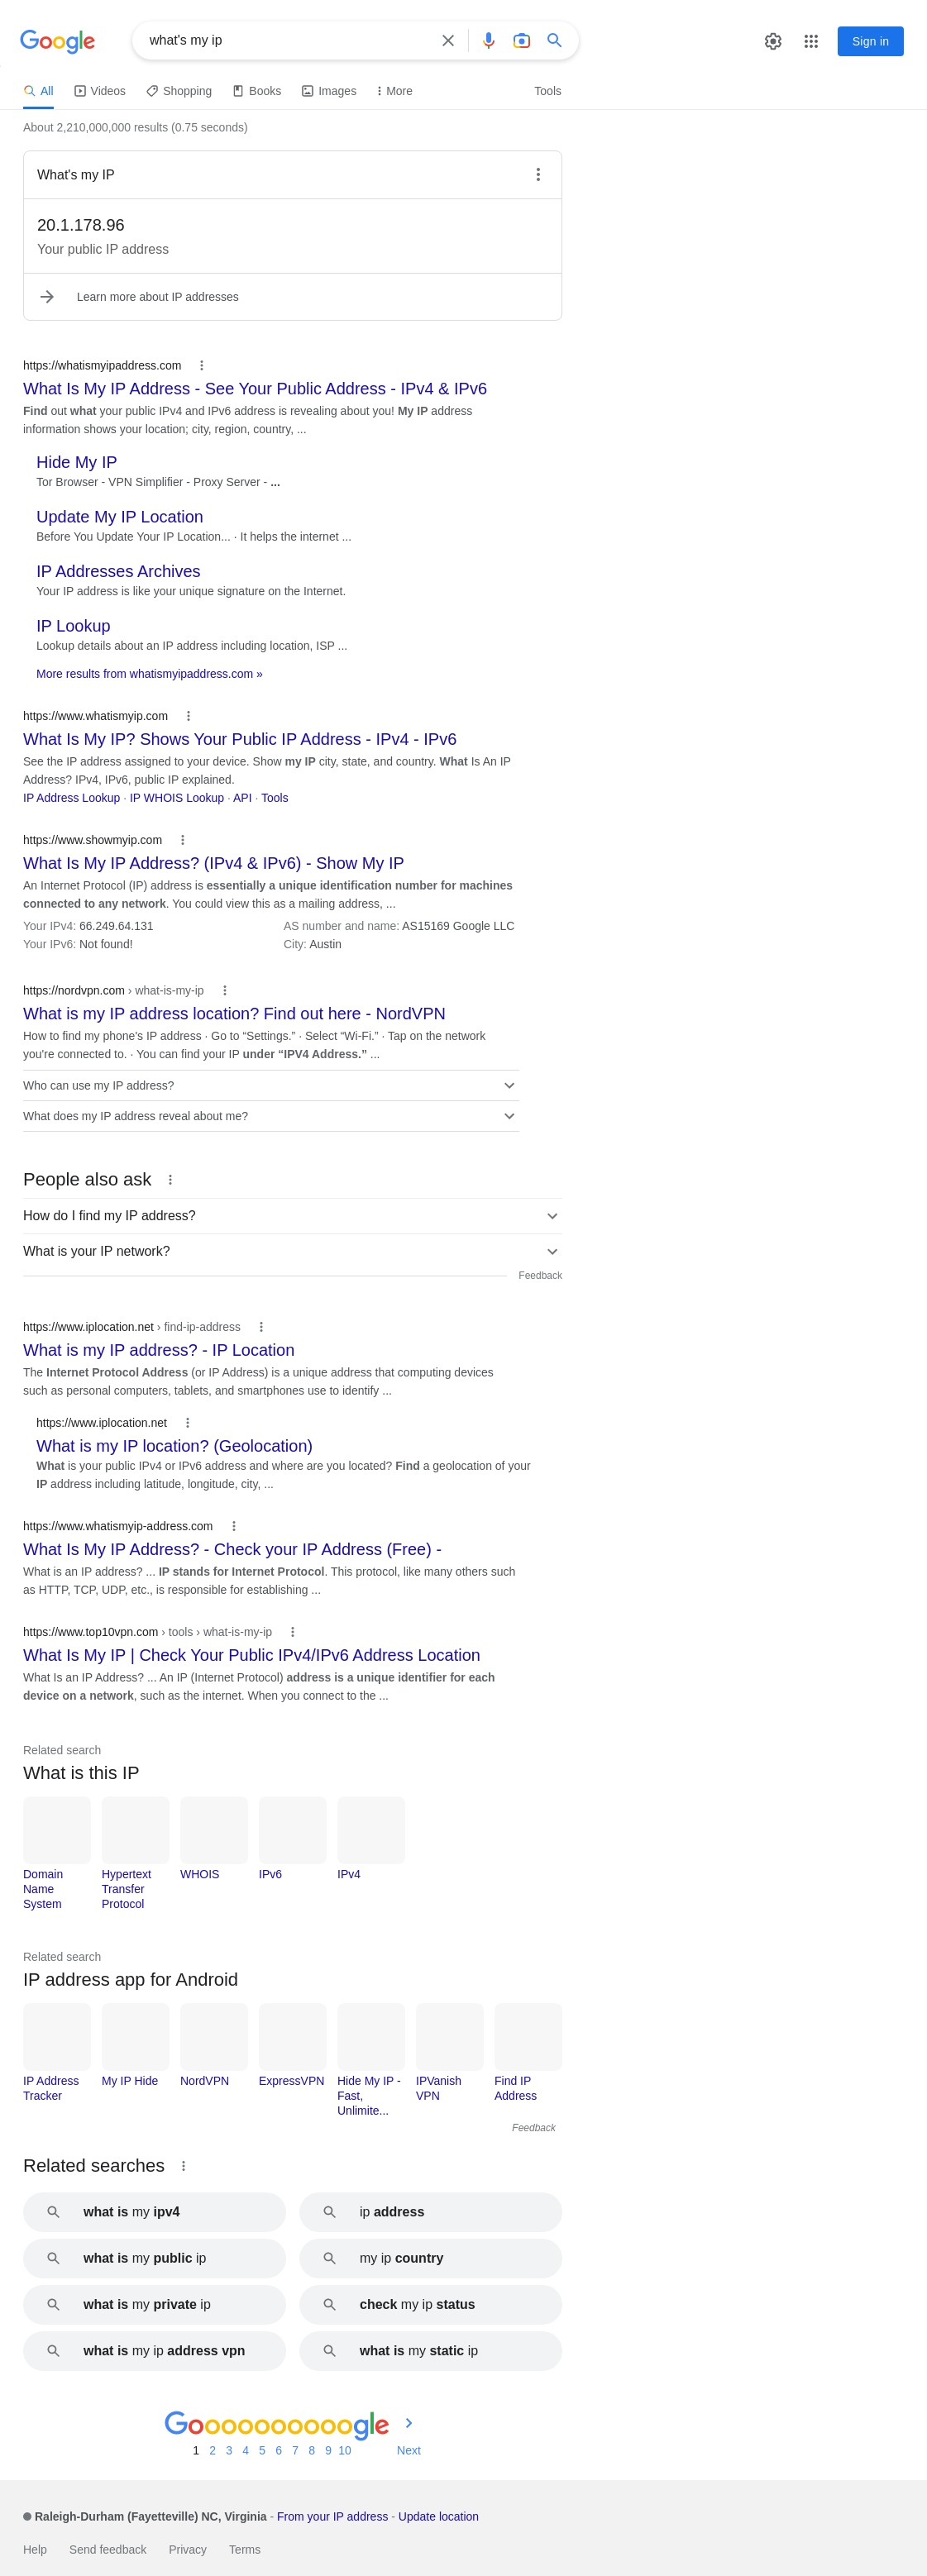 Google
what's my ip
Sign in
All
Videos
Shopping
Books
Images
More
Tools
About 2,210,000,000 results (0.75 seconds)
What's my IP
20.1.178.96
Your public IP address
Learn more about IP addresses
https://whatismyipaddress.com
What Is My IP Address - See Your Public Address - IPv4 & IPv6
Find out what your public IPv4 and IPv6 address is revealing about you! My IP address
information shows your location; city, region, country, ...
Hide My IP
Tor Browser - VPN Simplifier - Proxy Server - ...
Update My IP Location
Before You Update Your IP Location... · It helps the internet ...
IP Addresses Archives
Your IP address is like your unique signature on the Internet.
IP Lookup
Lookup details about an IP address including location, ISP ...
More results from whatismyipaddress.com »
https://www.whatismyip.com
What Is My IP? Shows Your Public IP Address - IPv4 - IPv6
See the IP address assigned to your device. Show my IP city, state, and country. What Is An IP
Address? IPv4, IPv6, public IP explained.
IP Address Lookup · IP WHOIS Lookup · API · Tools
https://www.showmyip.com
What Is My IP Address? (IPv4 & IPv6) - Show My IP
An Internet Protocol (IP) address is essentially a unique identification number for machines
connected to any network. You could view this as a mailing address, ...
Your IPv4: 66.249.64.131
AS number and name: AS15169 Google LLC
Your IPv6: Not found!
City: Austin
https://nordvpn.com › what-is-my-ip
What is my IP address location? Find out here - NordVPN
How to find my phone's IP address · Go to “Settings.” · Select “Wi-Fi.” · Tap on the network
you're connected to. · You can find your IP under “IPV4 Address.” ...
Who can use my IP address?
What does my IP address reveal about me?
People also ask
How do I find my IP address?
What is your IP network?
Feedback
https://www.iplocation.net › find-ip-address
What is my IP address? - IP Location
The Internet Protocol Address (or IP Address) is a unique address that computing devices
such as personal computers, tablets, and smartphones use to identify ...
https://www.iplocation.net
What is my IP location? (Geolocation)
What is your public IPv4 or IPv6 address and where are you located? Find a geolocation of your
IP address including latitude, longitude, city, ...
https://www.whatismyip-address.com
What Is My IP Address? - Check your IP Address (Free) -
What is an IP address? ... IP stands for Internet Protocol. This protocol, like many others such
as HTTP, TCP, UDP, etc., is responsible for establishing ...
https://www.top10vpn.com › tools › what-is-my-ip
What Is My IP | Check Your Public IPv4/IPv6 Address Location
What Is an IP Address? ... An IP (Internet Protocol) address is a unique identifier for each
device on a network, such as the internet. When you connect to the ...
Related search
What is this IP
Domain
Name
System
Hypertext
Transfer
Protocol
WHOIS
IPv6
IPv4
Related search
IP address app for Android
IP Address
Tracker
My IP Hide
NordVPN
ExpressVPN
Hide My IP -
Fast,
Unlimite...
IPVanish
VPN
Find IP
Address
Feedback
Related searches
what is my ipv4
ip address
what is my public ip
my ip country
what is my private ip
check my ip status
what is my ip address vpn
what is my static ip
Goooooooooogle
1 2 3 4 5 6 7 8 9 10 Next
Raleigh-Durham (Fayetteville) NC, Virginia - From your IP address - Update location
Help Send feedback Privacy Terms